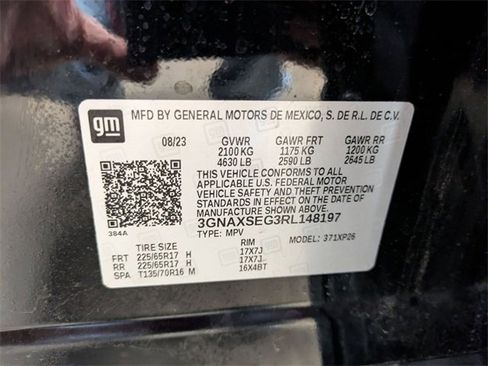 gm
MFD BY GENERAL MOTORS DE MEXICO, S. DE R.L. DE C.V.
08/23 GVWR GAWR FRT GAWR RR
2100 KG 1175 KG 1200 KG
4630 LB 2590 LB 2645 LB
THIS VEHICLE CONFORMS TO ALL
APPLICABLE U.S. FEDERAL MOTOR
VEHICLE SAFETY AND THEFT PREVENTION
STANDARDS IN EFFECT ON THE DATE OF
MANUFACTURE SHOWN ABOVE.
3GNAXSEG3RL148197
384A TYPE: MPV MODEL: 371XP26
TIRE SIZE RIM
FRT 225/65R17 H 17X7J
RR 225/65R17 H 17X7J
SPA T135/70R16 M 16X4BT